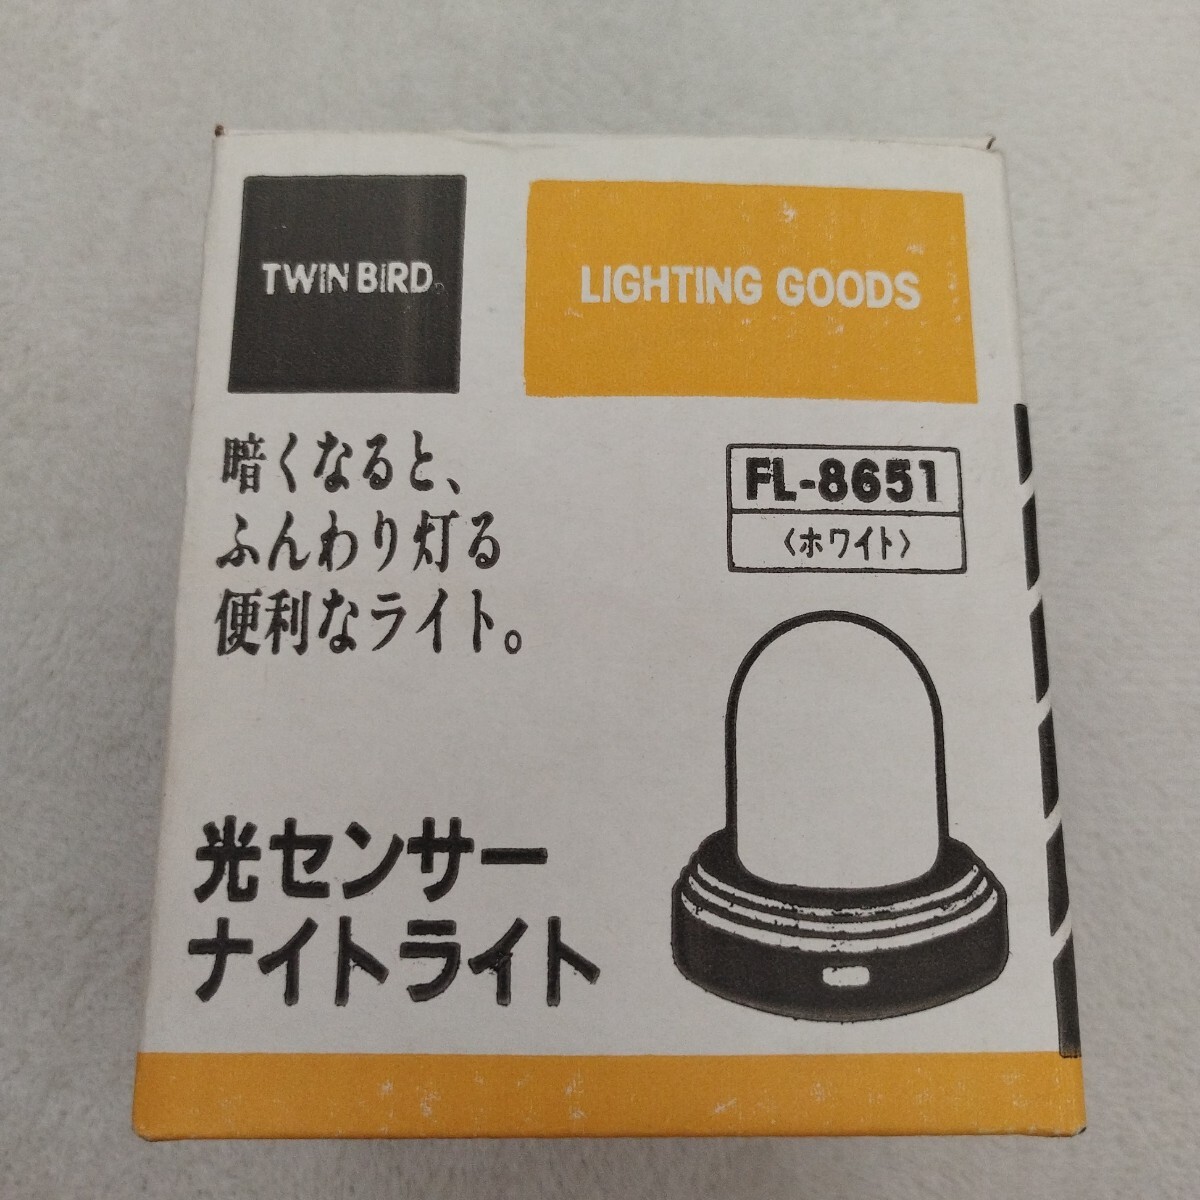 TWIN BIRD
LIGHTING GOODS
暗くなると、
ふんわり灯る
便利なライト。
FL-8651
〈ホワイト〉
光センサー
ナイトライト